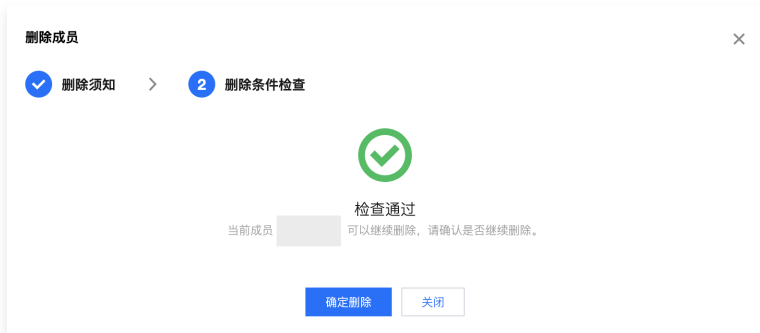 删除成员
删除须知
2 删除条件检查
检查通过
当前成员 可以继续删除，请确认是否继续删除。
确定删除 关闭